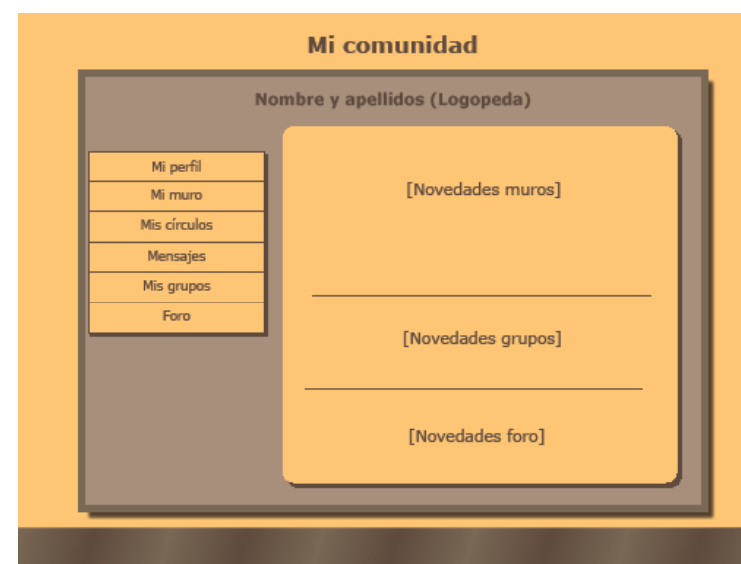 Mi comunidad
Nombre y apellidos (Logopeda)
Mi perfil
Mi muro
Mis círculos
Mensajes
Mis grupos
Foro
[Novedades muros]
[Novedades grupos]
[Novedades foro]